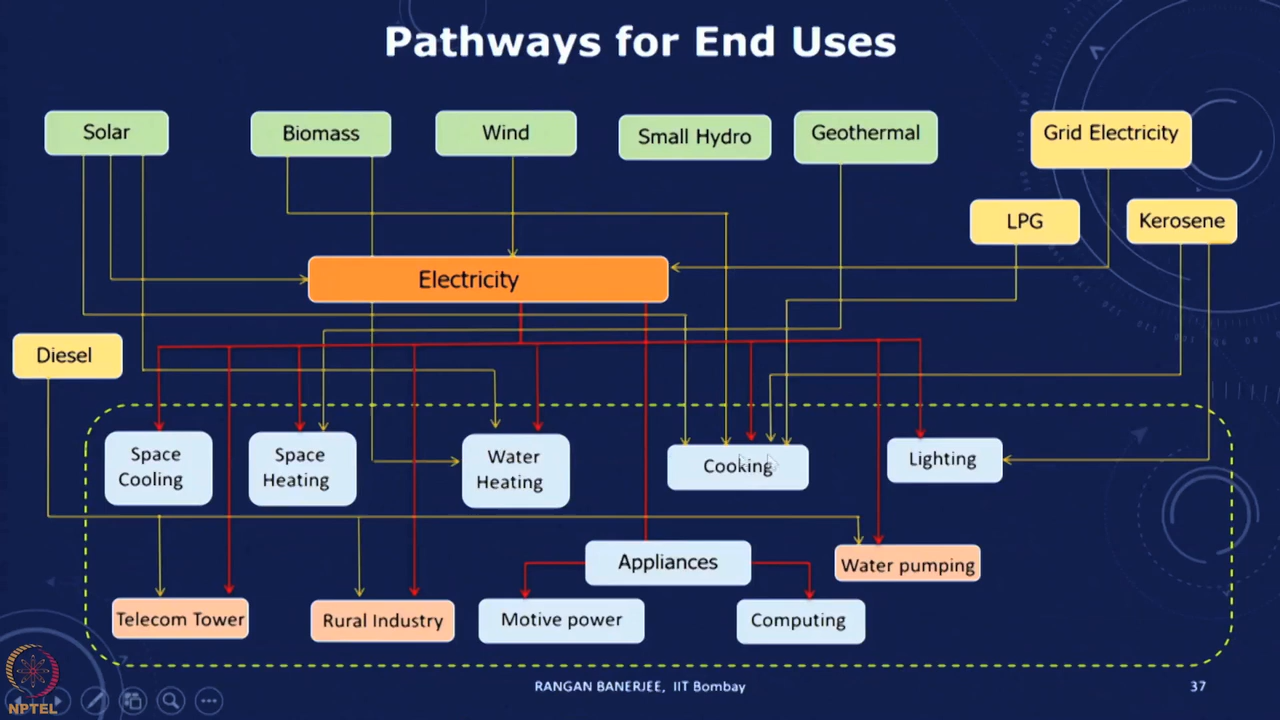 Pathways for End Uses
Solar
Biomass
Wind
Small Hydro
Geothermal
Grid Electricity
LPG
Kerosene
Electricity
Diesel
Space
Cooling
Space
Heating
Water
Heating
Cooking
Lighting
Appliances
Water pumping
Telecom Tower
Rural Industry
Motive power
Computing
RANGAN BANERJEE, IIT Bombay
37
NPTEL